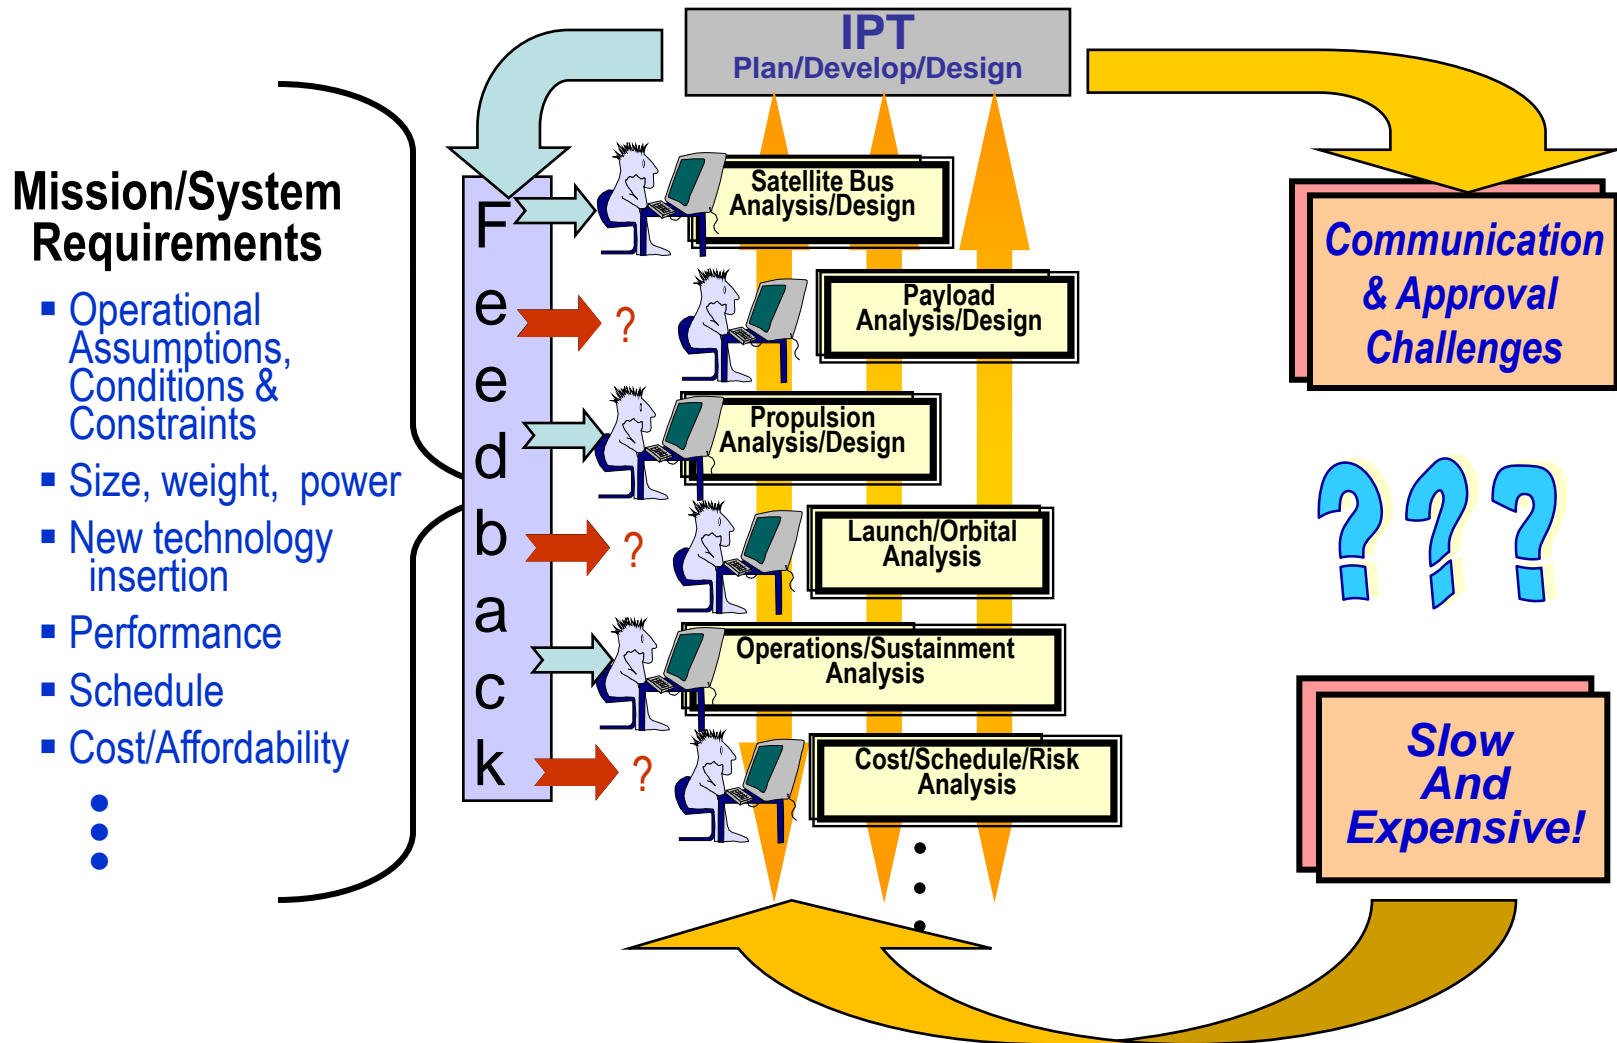 IPT
Plan/Develop/Design
Mission/System
Requirements
▪ Operational
Assumptions,
Conditions &
Constraints
▪ Size, weight, power
▪ New technology
insertion
▪ Performance
▪ Schedule
▪ Cost/Affordability
•
•
•
F
e
e
d
b
a
c
k
?
?
?
Satellite Bus
Analysis/Design
Payload
Analysis/Design
Propulsion
Analysis/Design
Launch/Orbital
Analysis
Operations/Sustainment
Analysis
Cost/Schedule/Risk
Analysis
•
•
•
Communication
& Approval
Challenges
???
Slow
And
Expensive!